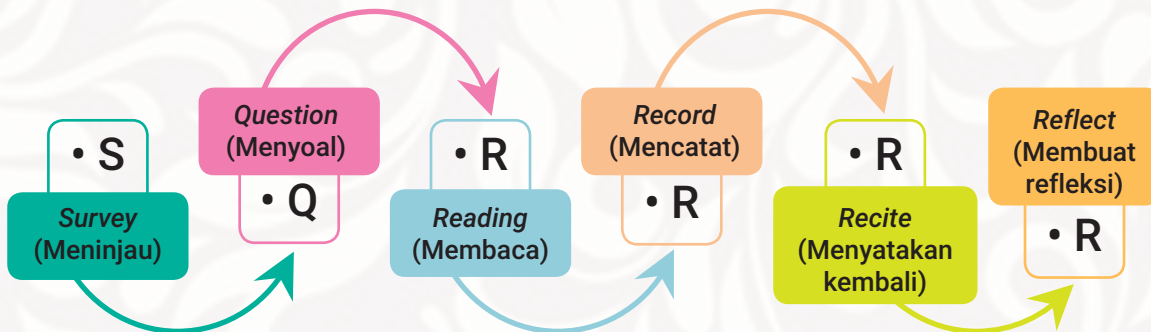 • S
Survey
(Meninjau)
Question
(Menyoal)
• Q
• R
Reading
(Membaca)
Record
(Mencatat)
• R
• R
Recite
(Menyatakan
kembali)
Reflect
(Membuat
refleksi)
• R